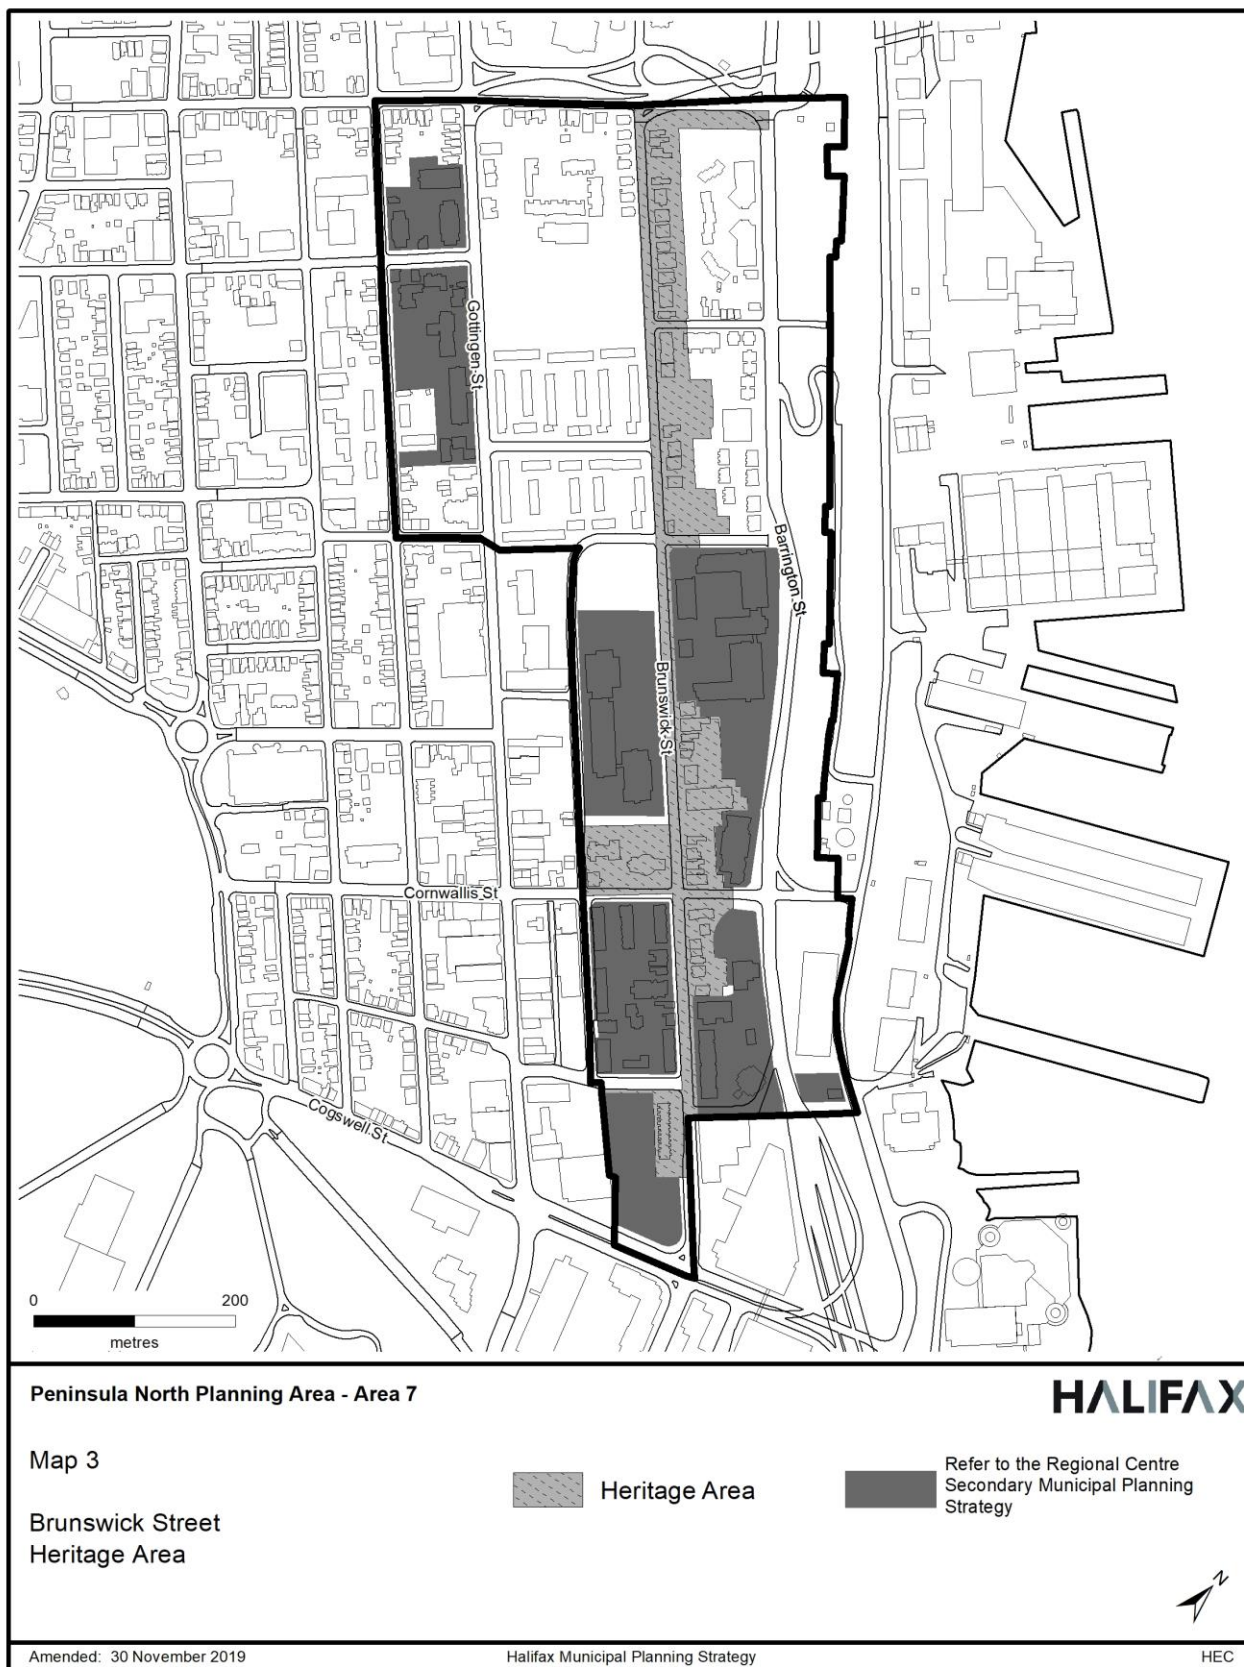 Gottingen St
Barrington St
Brunswick St
Cornwallis St
Cogswell St
0 200
metres
Peninsula North Planning Area - Area 7
HALIFAX
Map 3
Brunswick Street
Heritage Area
Heritage Area
Refer to the Regional Centre
Secondary Municipal Planning
Strategy
N
Amended: 30 November 2019 Halifax Municipal Planning Strategy HEC